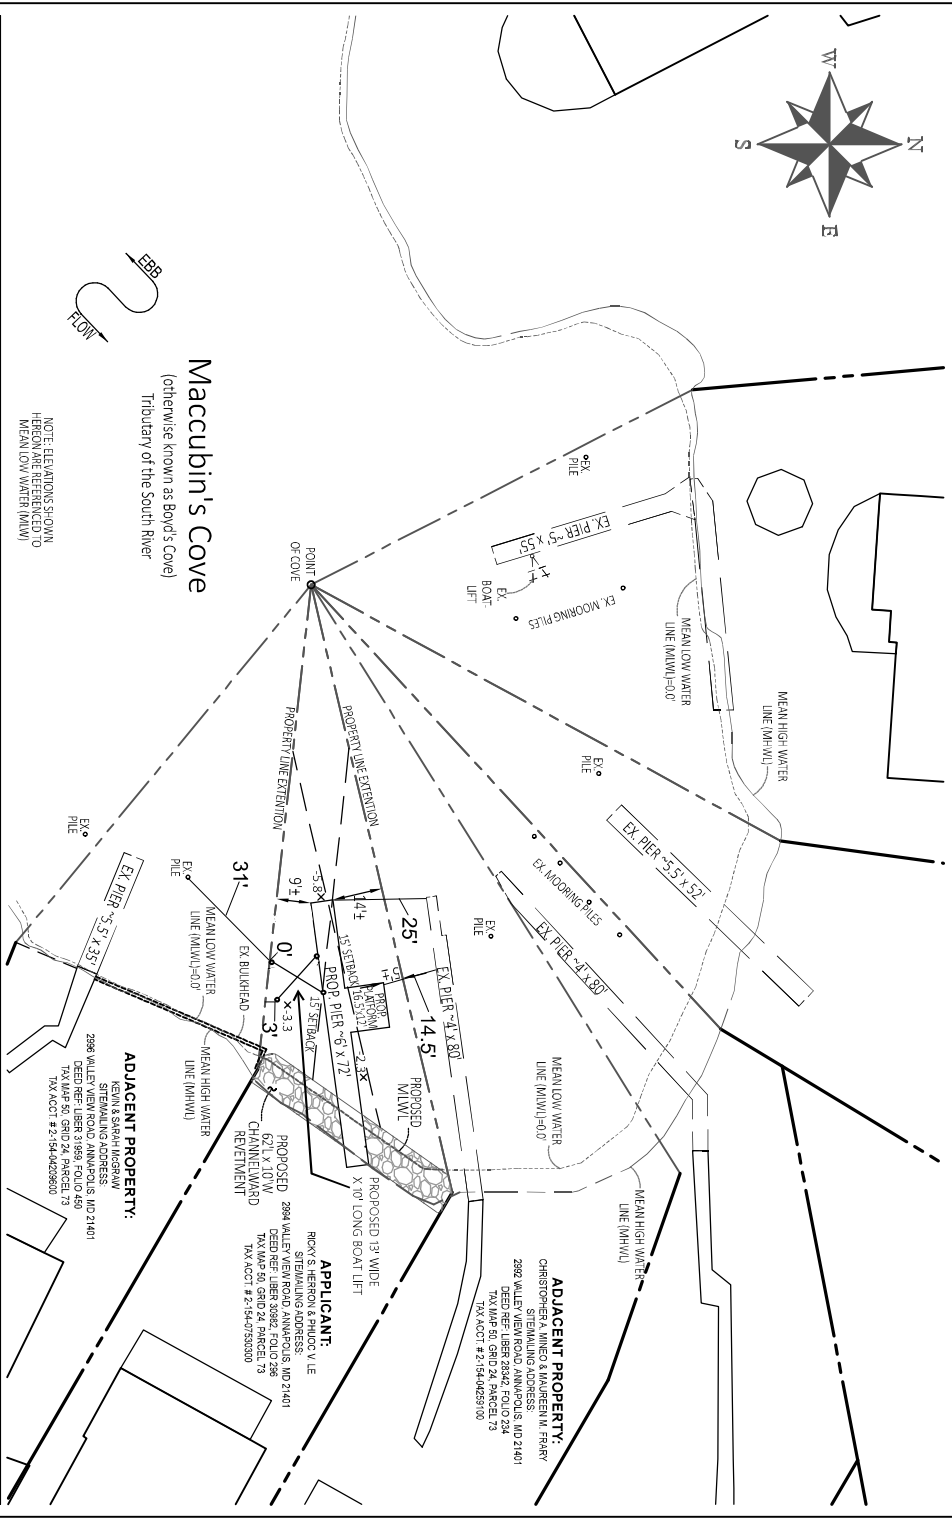 N
W
E
S
EBB
FLOW
Maccubin's Cove
(otherwise known as Boyd's Cove)
Tributary of the South River
NOTE: ELEVATIONS SHOWN
HEREON ARE REFERENCED TO
MEAN LOW WATER (MLW)
POINT
OF COVE
EX.
PILE
EX. PIER ~5' x 55'
EX.
BOAT
LIFT
EX. MOORING PILES
MEAN LOW WATER
LINE (MLWL)=0.0'
MEAN HIGH WATER
LINE (MHWL)
EX.
PILE
EX. PIER ~5.5' x 52'
EX. MOORING PILES
EX. PIER ~4' x 80'
EX.
PILE
PROPERTY LINE EXTENTION
PROPERTY LINE EXTENTION
EX. PIER ~4' x 80'
25'
14.5'
14'±
9'±
-5.8
15' SETBACK
PROP.
PLATFORM
16.5'x12'
PROP. PIER ~6' x 72'
-2.3
0'
3'
-3.3
15' SETBACK
31'
EX.
PILE
EX.
PILE
EX. PIER ~5.5' x 35'
MEAN LOW WATER
LINE (MLWL)=0.0'
EX. BULKHEAD
MEAN HIGH WATER
LINE (MHWL)
PROPOSED
MLWL
MEAN LOW WATER
LINE (MLWL)=0.0'
MEAN HIGH WATER
LINE (MHWL)
PROPOSED
62'L x 10'W
CHANNELWARD
REVETMENT
PROPOSED 13' WIDE
X 10' LONG BOAT LIFT
ADJACENT PROPERTY:
CHRISTOPHER A. MINEO & MAUREEN M. FRARY
SITE/MAILING ADDRESS:
2992 VALLEY VIEW ROAD, ANNAPOLIS, MD 21401
DEED REF: LIBER 28342, FOLIO 234
TAX MAP 50, GRID 24, PARCEL 73
TAX ACCT. # 2-154-04259100
APPLICANT:
RICKY S. HERRON & PHUOC V. LE
SITE/MAILING ADDRESS:
2994 VALLEY VIEW ROAD, ANNAPOLIS, MD 21401
DEED REF: LIBER 30982, FOLIO 296
TAX MAP 50, GRID 24, PARCEL 73
TAX ACCT. # 2-154-07530300
ADJACENT PROPERTY:
KEVIN & SARAH McGRAW
SITE/MAILING ADDRESS:
2996 VALLEY VIEW ROAD, ANNAPOLIS, MD 21401
DEED REF: LIBER 31959, FOLIO 450
TAX MAP 50, GRID 24, PARCEL 73
TAX ACCT. # 2-154-04209600